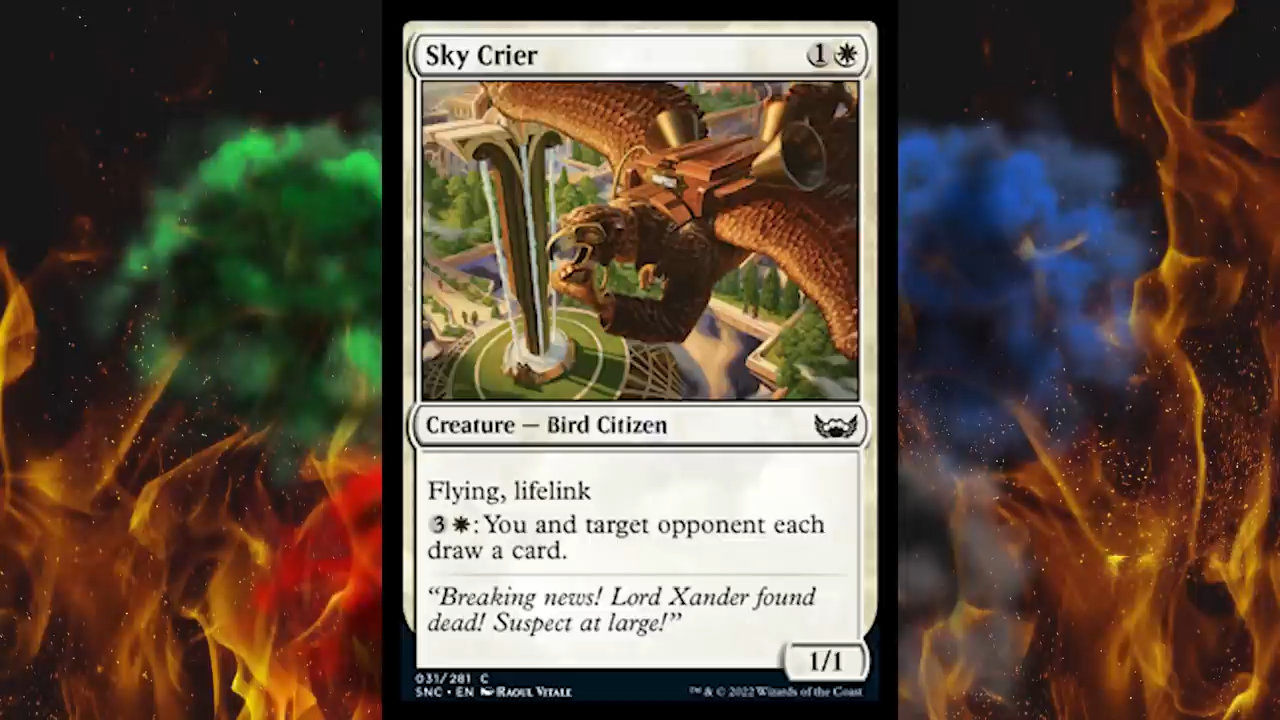 Sky Crier 1
Creature — Bird Citizen
Flying, lifelink
3 : You and target opponent each
draw a card.
“Breaking news! Lord Xander found
dead! Suspect at large!”
1/1
031/281 C
SNC • EN Raoul Vitale
™ & © 2022 Wizards of the Coast